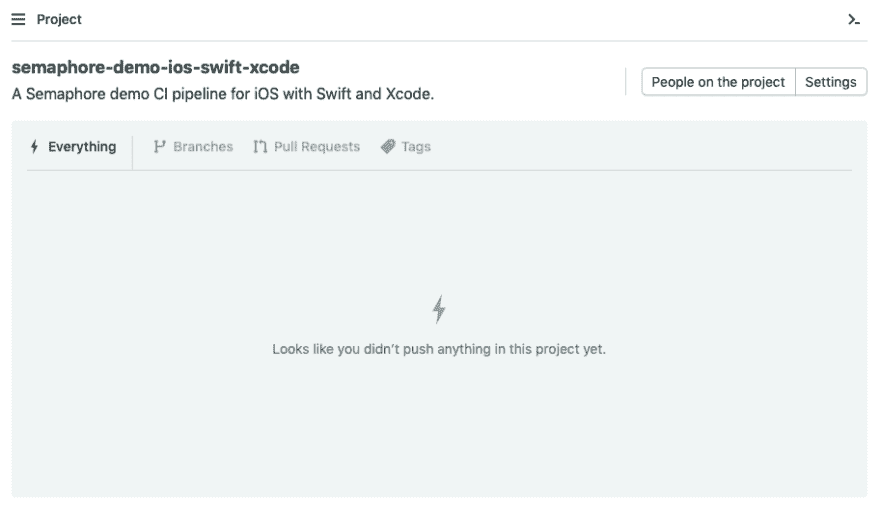 Project
semaphore-demo-ios-swift-xcode
A Semaphore demo CI pipeline for iOS with Swift and Xcode.
People on the project
Settings
Everything
Branches
Pull Requests
Tags
Looks like you didn't push anything in this project yet.